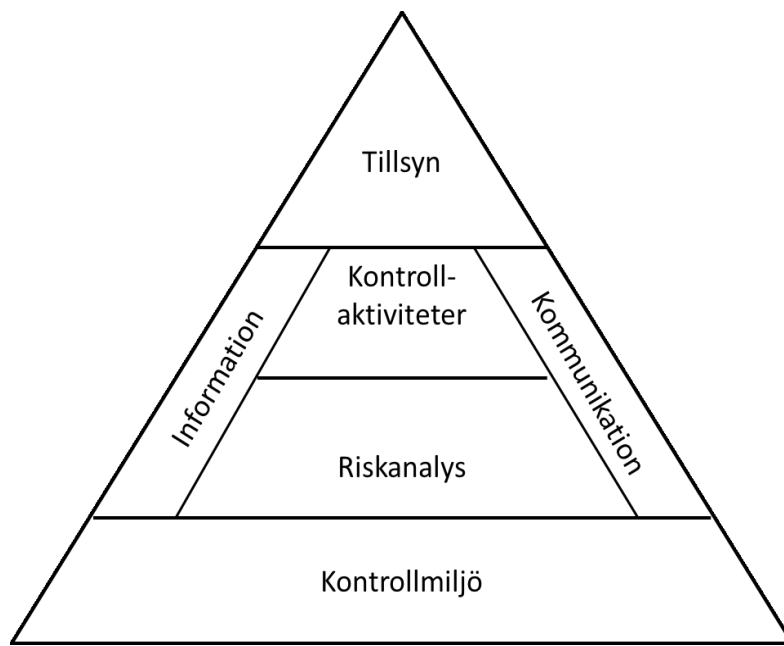 Tillsyn
Kontroll-
aktiviteter
Information
Kommunikation
Riskanalys
Kontrollmiljö